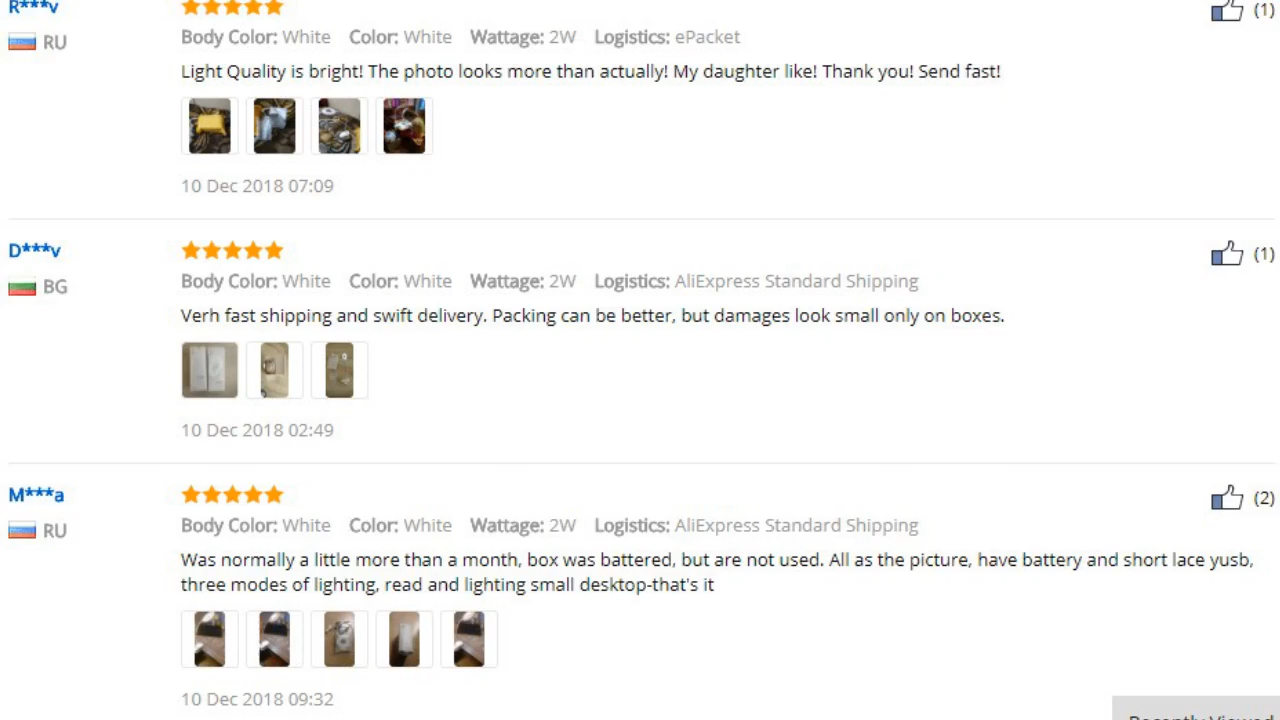 R***v
(1)
RU
Body Color: White Color: White Wattage: 2W Logistics: ePacket
Light Quality is bright! The photo looks more than actually! My daughter like! Thank you! Send fast!
10 Dec 2018 07:09
D***v
(1)
BG
Body Color: White Color: White Wattage: 2W Logistics: AliExpress Standard Shipping
Verh fast shipping and swift delivery. Packing can be better, but damages look small only on boxes.
10 Dec 2018 02:49
M***a
(2)
RU
Body Color: White Color: White Wattage: 2W Logistics: AliExpress Standard Shipping
Was normally a little more than a month, box was battered, but are not used. All as the picture, have battery and short lace yusb,
three modes of lighting, read and lighting small desktop-that's it
10 Dec 2018 09:32
Recently Viewed